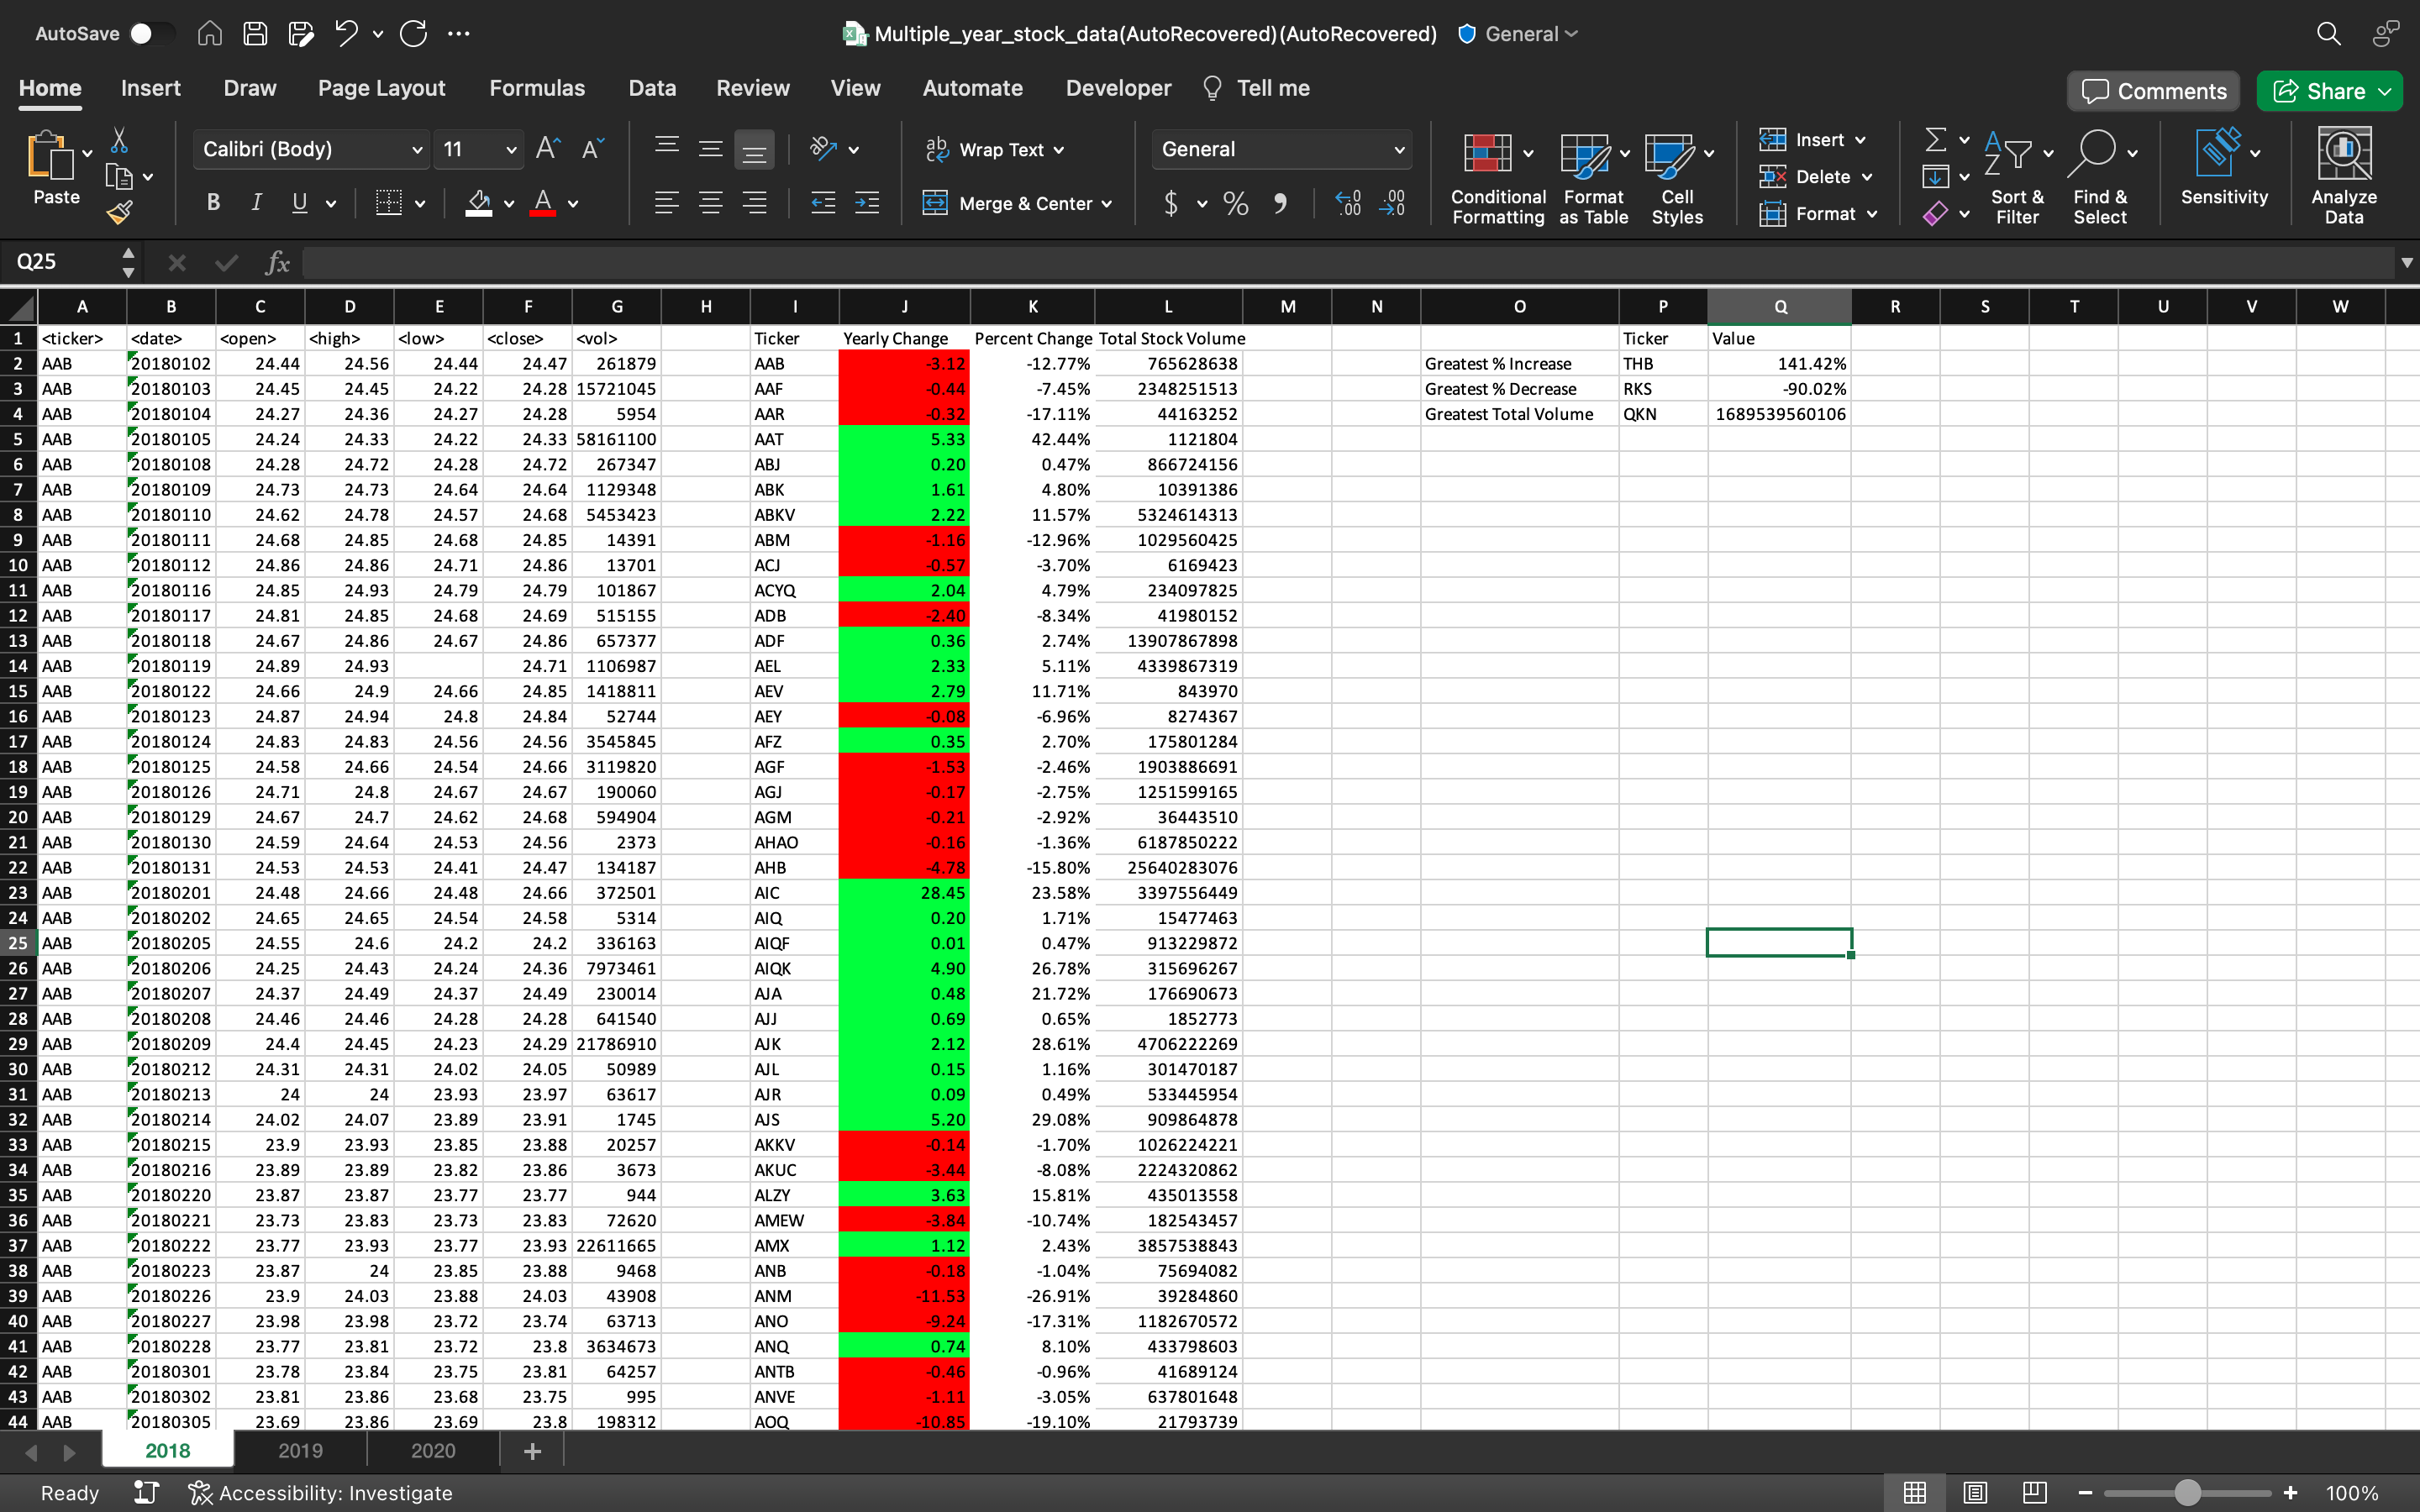 AutoSave
Multiple_year_stock_data(AutoRecovered)(AutoRecovered) General
Home Insert Draw Page Layout Formulas Data Review View Automate Developer Tell me Comments Share
Paste Calibri (Body) 11 Wrap Text General Insert
B I U Merge & Center $ % Conditional Formatting Format as Table Cell Styles Delete Format Sort & Filter Find & Select Sensitivity Analyze Data
Q25 fx
A B C D E F G H I J K L M N O P Q R S T U V W
1 <ticker> <date> <open> <high> <low> <close> <vol> Ticker Yearly Change Percent Change Total Stock Volume Ticker Value
2 AAB 20180102 24.44 24.56 24.44 24.47 261879 AAB -3.12 -12.77% 765628638 Greatest % Increase THB 141.42%
3 AAB 20180103 24.45 24.45 24.22 24.28 15721045 AAF -0.44 -7.45% 2348251513 Greatest % Decrease RKS -90.02%
4 AAB 20180104 24.27 24.36 24.27 24.28 5954 AAR -0.32 -17.11% 44163252 Greatest Total Volume QKN 1689539560106
5 AAB 20180105 24.24 24.33 24.22 24.33 58161100 AAT 5.33 42.44% 1121804
6 AAB 20180108 24.28 24.72 24.28 24.72 267347 ABJ 0.20 0.47% 866724156
7 AAB 20180109 24.73 24.73 24.64 24.64 1129348 ABK 1.61 4.80% 10391386
8 AAB 20180110 24.62 24.78 24.57 24.68 5453423 ABKV 2.22 11.57% 5324614313
9 AAB 20180111 24.68 24.85 24.68 24.85 14391 ABM -1.16 -12.96% 1029560425
10 AAB 20180112 24.86 24.86 24.71 24.86 13701 ACJ -0.57 -3.70% 6169423
11 AAB 20180116 24.85 24.93 24.79 24.79 101867 ACYQ 2.04 4.79% 234097825
12 AAB 20180117 24.81 24.85 24.68 24.69 515155 ADB -2.40 -8.34% 41980152
13 AAB 20180118 24.67 24.86 24.67 24.86 657377 ADF 0.36 2.74% 13907867898
14 AAB 20180119 24.89 24.93 24.71 1106987 AEL 2.33 5.11% 4339867319
15 AAB 20180122 24.66 24.9 24.66 24.85 1418811 AEV 2.79 11.71% 843970
16 AAB 20180123 24.87 24.94 24.8 24.84 52744 AEY -0.08 -6.96% 8274367
17 AAB 20180124 24.83 24.83 24.56 24.56 3545845 AFZ 0.35 2.70% 175801284
18 AAB 20180125 24.58 24.66 24.54 24.66 3119820 AGF -1.53 -2.46% 1903886691
19 AAB 20180126 24.71 24.8 24.67 24.67 190060 AGJ -0.17 -2.75% 1251599165
20 AAB 20180129 24.67 24.7 24.62 24.68 594904 AGM -0.21 -2.92% 36443510
21 AAB 20180130 24.59 24.64 24.53 24.56 2373 AHAO -0.16 -1.36% 6187850222
22 AAB 20180131 24.53 24.53 24.41 24.47 134187 AHB -4.78 -15.80% 25640283076
23 AAB 20180201 24.48 24.66 24.48 24.66 372501 AIC 28.45 23.58% 3397556449
24 AAB 20180202 24.65 24.65 24.54 24.58 5314 AIQ 0.20 1.71% 15477463
25 AAB 20180205 24.55 24.6 24.2 24.2 336163 AIQF 0.01 0.47% 913229872
26 AAB 20180206 24.25 24.43 24.24 24.36 7973461 AIQK 4.90 26.78% 315696267
27 AAB 20180207 24.37 24.49 24.37 24.49 230014 AJA 0.48 21.72% 176690673
28 AAB 20180208 24.46 24.46 24.28 24.28 641540 AJJ 0.69 0.65% 1852773
29 AAB 20180209 24.4 24.45 24.23 24.29 21786910 AJK 2.12 28.61% 4706222269
30 AAB 20180212 24.31 24.31 24.02 24.05 50989 AJL 0.15 1.16% 301470187
31 AAB 20180213 24 24 23.93 23.97 63617 AJR 0.09 0.49% 533445954
32 AAB 20180214 24.02 24.07 23.89 23.91 1745 AJS 5.20 29.08% 909864878
33 AAB 20180215 23.9 23.93 23.85 23.88 20257 AKKV -0.14 -1.70% 1026224221
34 AAB 20180216 23.89 23.89 23.82 23.86 3673 AKUC -3.44 -8.08% 2224320862
35 AAB 20180220 23.87 23.87 23.77 23.77 944 ALZY 3.63 15.81% 435013558
36 AAB 20180221 23.73 23.83 23.73 23.83 72620 AMEW -3.84 -10.74% 182543457
37 AAB 20180222 23.77 23.93 23.77 23.93 22611665 AMX 1.12 2.43% 3857538843
38 AAB 20180223 23.87 24 23.85 23.88 9468 ANB -0.18 -1.04% 75694082
39 AAB 20180226 23.9 24.03 23.88 24.03 43908 ANM -11.53 -26.91% 39284860
40 AAB 20180227 23.98 23.98 23.72 23.74 63713 ANO -9.24 -17.31% 1182670572
41 AAB 20180228 23.77 23.81 23.72 23.8 3634673 ANQ 0.74 8.10% 433798603
42 AAB 20180301 23.78 23.84 23.75 23.81 64257 ANTB -0.46 -0.96% 41689124
43 AAB 20180302 23.81 23.86 23.68 23.75 995 ANVE -1.11 -3.05% 637801648
44 AAB 20180305 23.69 23.86 23.69 23.8 198312 AOQ -10.85 -19.10% 21793739
2018 2019 2020 +
Ready Accessibility: Investigate 100%